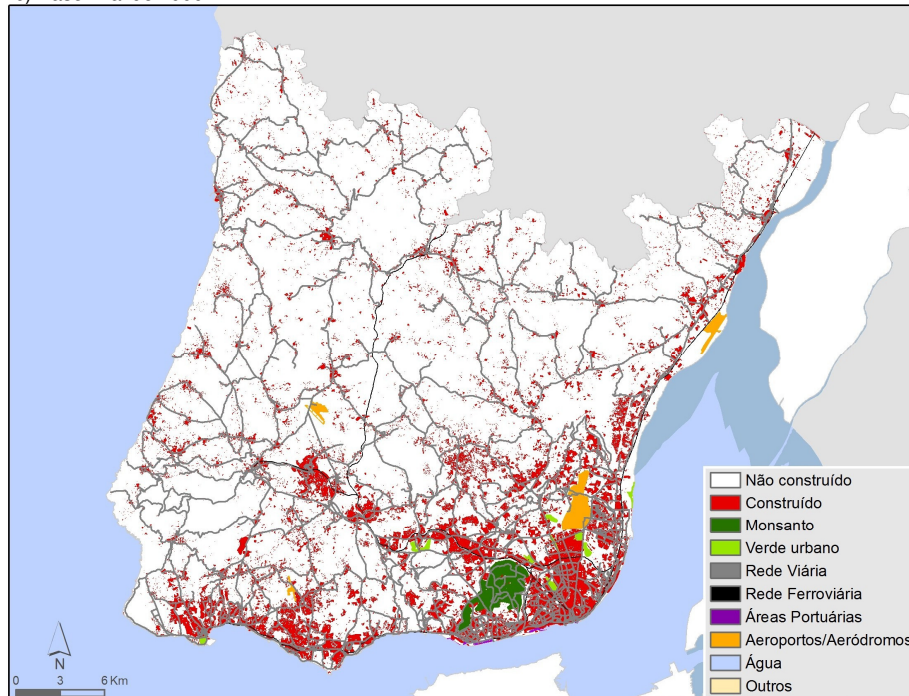 Não construído
Construído
Monsanto
Verde urbano
Rede Viária
Rede Ferroviária
Áreas Portuárias
Aeroportos/Aeródromos
Água
Outros
N
0 3 6 Km